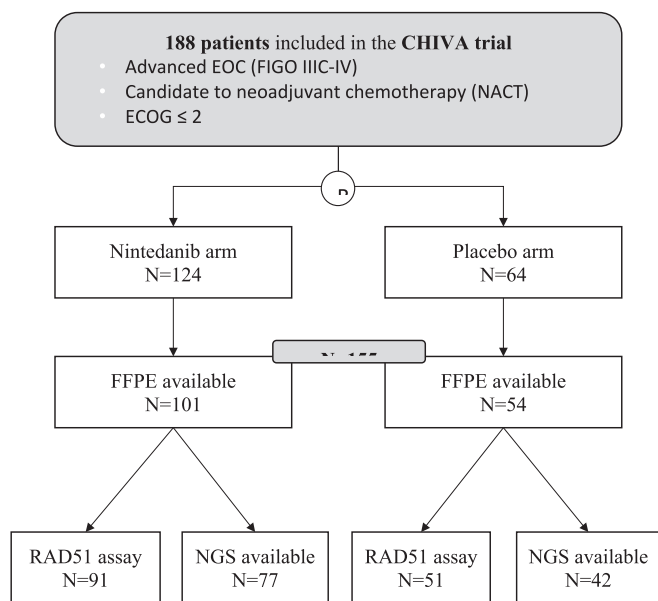 188 patients included in the CHIVA trial
• Advanced EOC (FIGO IIIC-IV)
• Candidate to neoadjuvant chemotherapy (NACT)
• ECOG ≤ 2
Nintedanib arm
N=124
Placebo arm
N=64
FFPE available
N=101
FFPE available
N=54
RAD51 assay
N=91
NGS available
N=77
RAD51 assay
N=51
NGS available
N=42